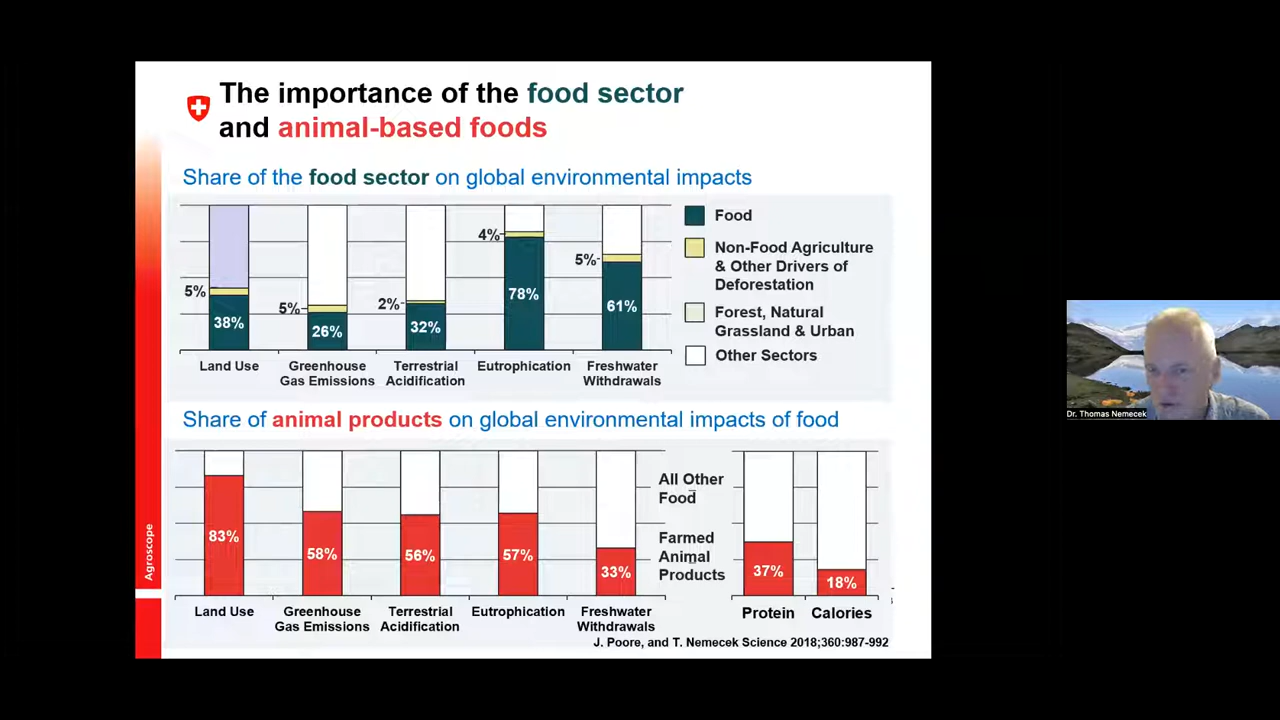 The importance of the food sector
and animal-based foods
Share of the food sector on global environmental impacts
5%
38%
5%
26%
2%
32%
4%
78%
5%
61%
Land Use
Greenhouse
Gas Emissions
Terrestrial
Acidification
Eutrophication
Freshwater
Withdrawals
Food
Non-Food Agriculture
& Other Drivers of
Deforestation
Forest, Natural
Grassland & Urban
Other Sectors
Share of animal products on global environmental impacts of food
83%
58%
56%
57%
33%
Land Use
Greenhouse
Gas Emissions
Terrestrial
Acidification
Eutrophication
Freshwater
Withdrawals
All Other
Food
Farmed
Animal
Products
37%
18%
Protein
Calories
J. Poore, and T. Nemecek Science 2018;360:987-992
Agroscope
Dr. Thomas Nemecek